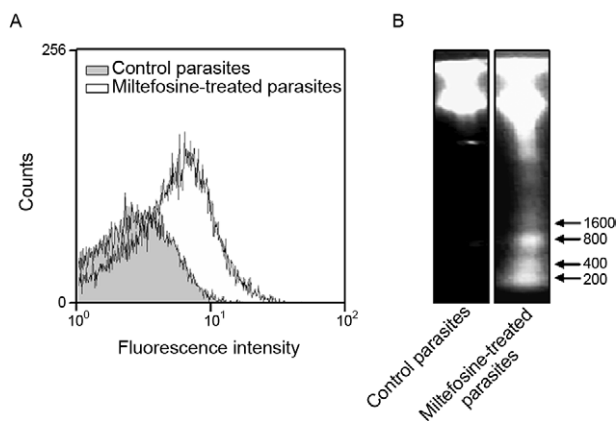 A
256
Control parasites
Miltefosine-treated parasites
Counts
0
10⁰
10¹
10²
Fluorescence intensity
B
1600
800
400
200
Control parasites
Miltefosine-treated
parasites